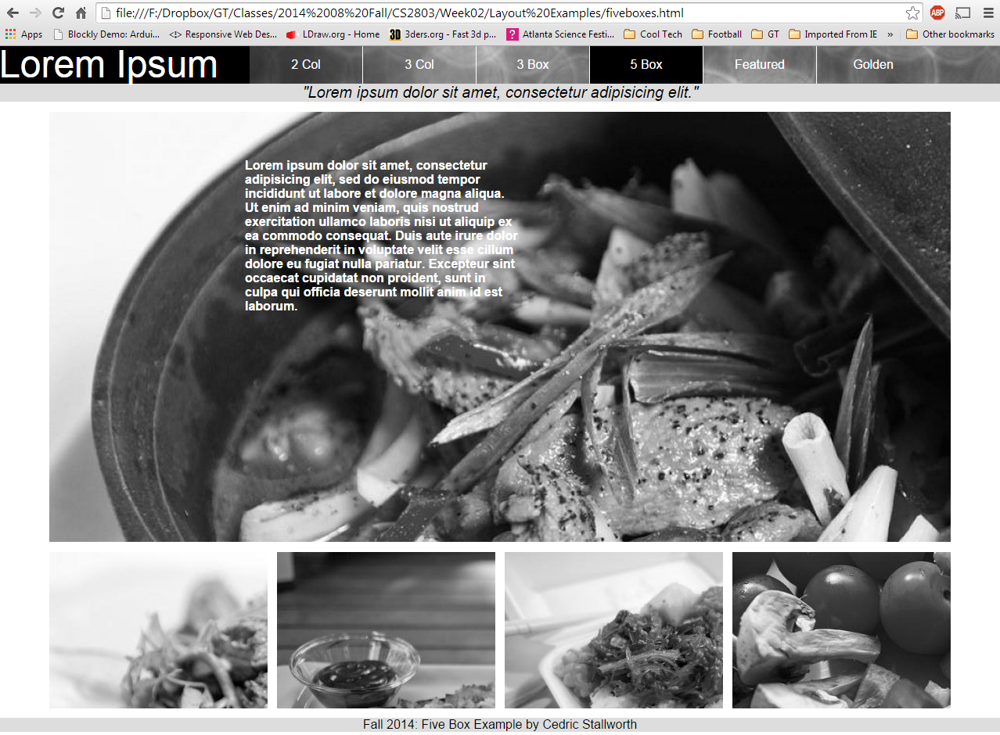 file:///F:/Dropbox/GT/Classes/2014%2008%20Fall/CS2803/Week02/Layout%20Examples/fiveboxes.html
ABP
Apps Blockly Demo: Ardui... Responsive Web Des... LDraw.org - Home 3D 3ders.org - Fast 3d p... ? Atlanta Science Festi... Cool Tech Football GT Imported From IE » Other bookmarks
Lorem Ipsum 2 Col 3 Col 3 Box 5 Box Featured Golden
"Lorem ipsum dolor sit amet, consectetur adipisicing elit."
Lorem ipsum dolor sit amet, consectetur
adipisicing elit, sed do eiusmod tempor
incididunt ut labore et dolore magna aliqua.
Ut enim ad minim veniam, quis nostrud
exercitation ullamco laboris nisi ut aliquip ex
ea commodo consequat. Duis aute irure dolor
in reprehenderit in voluptate velit esse cillum
dolore eu fugiat nulla pariatur. Excepteur sint
occaecat cupidatat non proident, sunt in
culpa qui officia deserunt mollit anim id est
laborum.
Fall 2014: Five Box Example by Cedric Stallworth